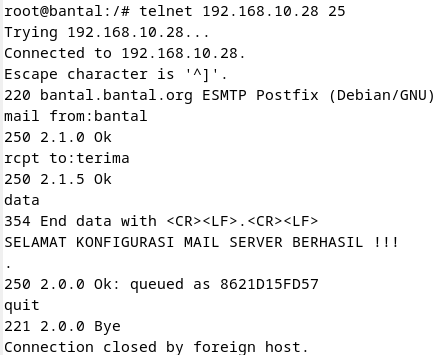 root@bantal:/# telnet 192.168.10.28 25
Trying 192.168.10.28...
Connected to 192.168.10.28.
Escape character is '^]'.
220 bantal.bantal.org ESMTP Postfix (Debian/GNU)
mail from:bantal
250 2.1.0 Ok
rcpt to:terima
250 2.1.5 Ok
data
354 End data with <CR><LF>.<CR><LF>
SELAMAT KONFIGURASI MAIL SERVER BERHASIL !!!
.
250 2.0.0 Ok: queued as 8621D15FD57
quit
221 2.0.0 Bye
Connection closed by foreign host.